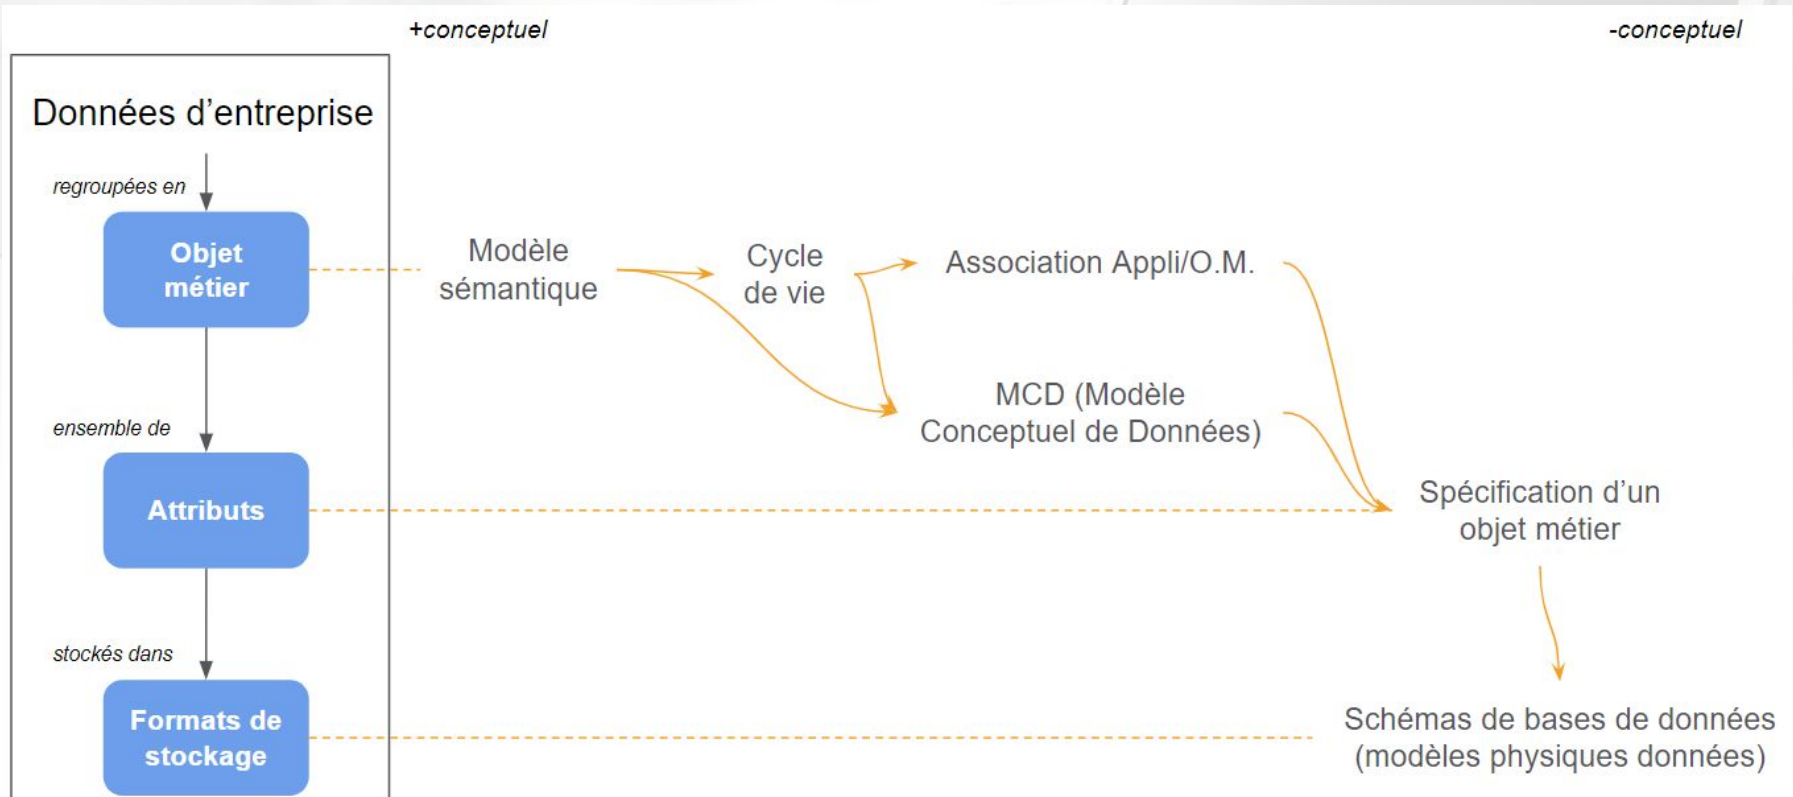 +conceptuel
-conceptuel
Données d’entreprise
regroupées en
Objet
métier
Modèle
sémantique
Cycle
de vie
Association Appli/O.M.
MCD (Modèle
Conceptuel de Données)
ensemble de
Attributs
Spécification d’un
objet métier
stockés dans
Formats de
stockage
Schémas de bases de données
(modèles physiques données)